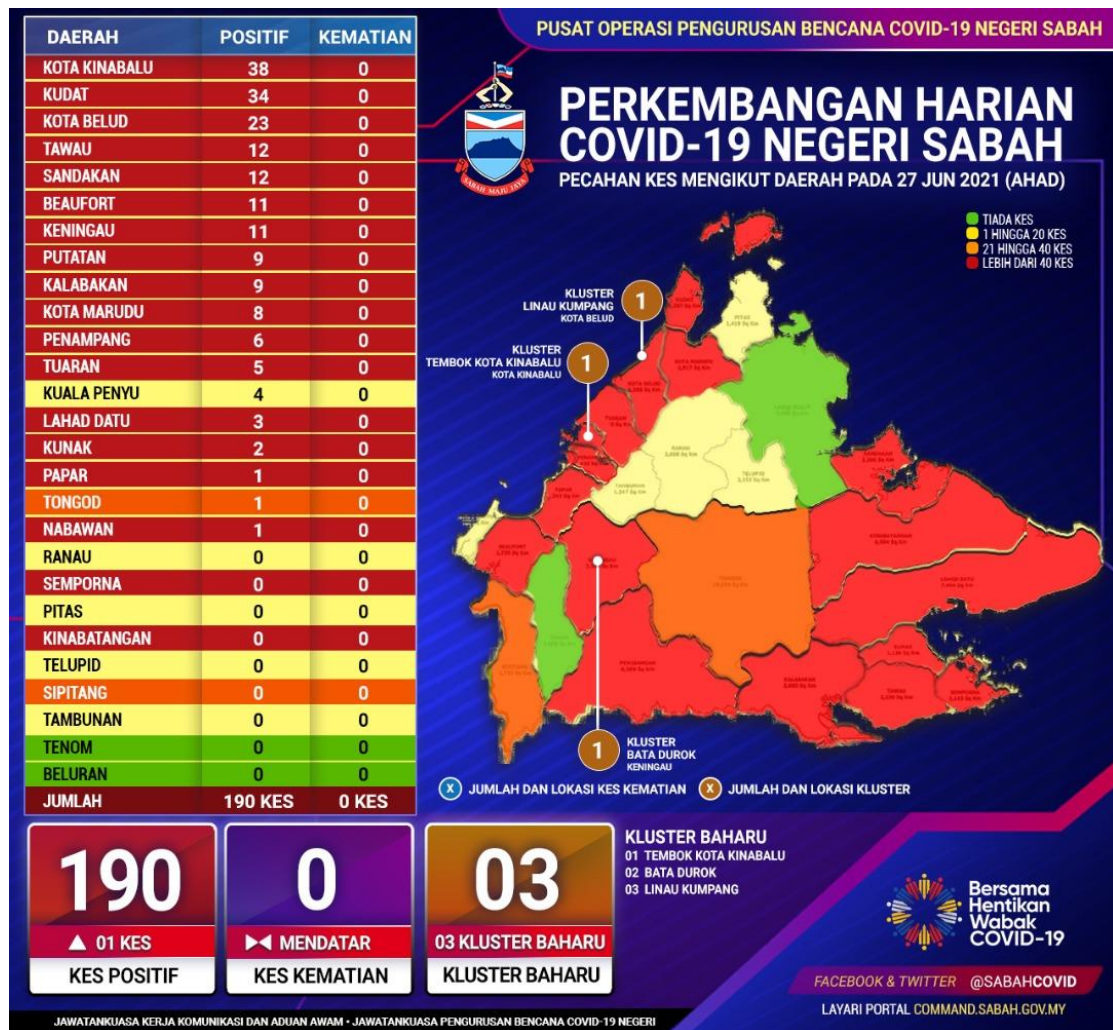 DAERAH POSITIF KEMATIAN
KOTA KINABALU 38 0
KUDAT 34 0
KOTA BELUD 23 0
TAWAU 12 0
SANDAKAN 12 0
BEAUFORT 11 0
KENINGAU 11 0
PUTATAN 9 0
KALABAKAN 9 0
KOTA MARUDU 8 0
PENAMPANG 6 0
TUARAN 5 0
KUALA PENYU 4 0
LAHAD DATU 3 0
KUNAK 2 0
PAPAR 1 0
TONGOD 1 0
NABAWAN 1 0
RANAU 0 0
SEMPORNA 0 0
PITAS 0 0
KINABATANGAN 0 0
TELUPID 0 0
SIPITANG 0 0
TAMBUNAN 0 0
TENOM 0 0
BELURAN 0 0
JUMLAH 190 KES 0 KES
PUSAT OPERASI PENGURUSAN BENCANA COVID-19 NEGERI SABAH
SABAH MAJU JAYA
PERKEMBANGAN HARIAN
COVID-19 NEGERI SABAH
PECAHAN KES MENGIKUT DAERAH PADA 27 JUN 2021 (AHAD)
TIADA KES
1 HINGGA 20 KES
21 HINGGA 40 KES
LEBIH DARI 40 KES
KLUSTER
LINAU KUMPANG
KOTA BELUD
1
KLUSTER
TEMBOK KOTA KINABALU
KOTA KINABALU
1
1
KLUSTER
BATA DUROK
KENINGAU
X JUMLAH DAN LOKASI KES KEMATIAN
X JUMLAH DAN LOKASI KLUSTER
190
▲ 01 KES
KES POSITIF
0
MENDATAR
KES KEMATIAN
03
03 KLUSTER BAHARU
KLUSTER BAHARU
KLUSTER BAHARU
01 TEMBOK KOTA KINABALU
02 BATA DUROK
03 LINAU KUMPANG
Bersama
Hentikan
Wabak
COVID-19
FACEBOOK & TWITTER @SABAHCOVID
LAYARI PORTAL COMMAND.SABAH.GOV.MY
JAWATANKUASA KERJA KOMUNIKASI DAN ADUAN AWAM • JAWATANKUASA PENGURUSAN BENCANA COVID-19 NEGERI